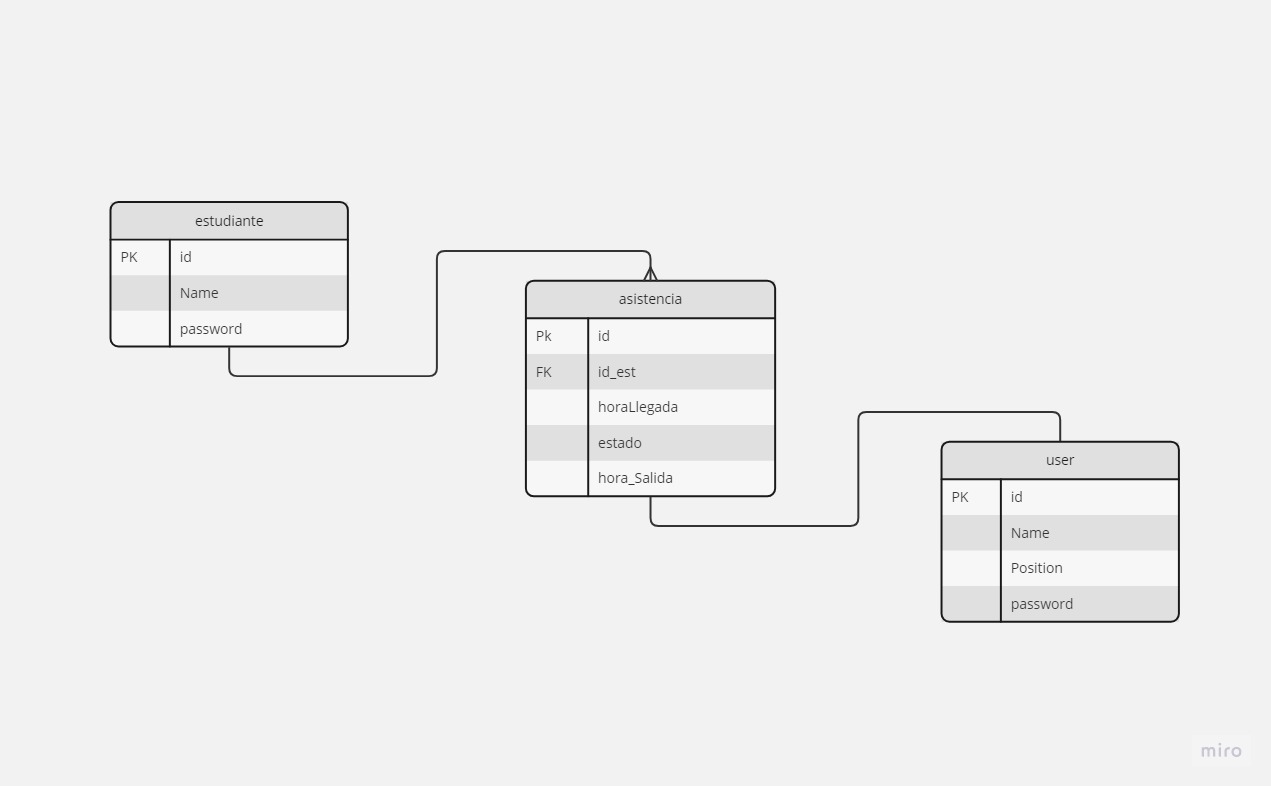 estudiante
PK id
Name
password
asistencia
Pk id
FK id_est
horaLlegada
estado
hora_Salida
user
PK id
Name
Position
password
miro